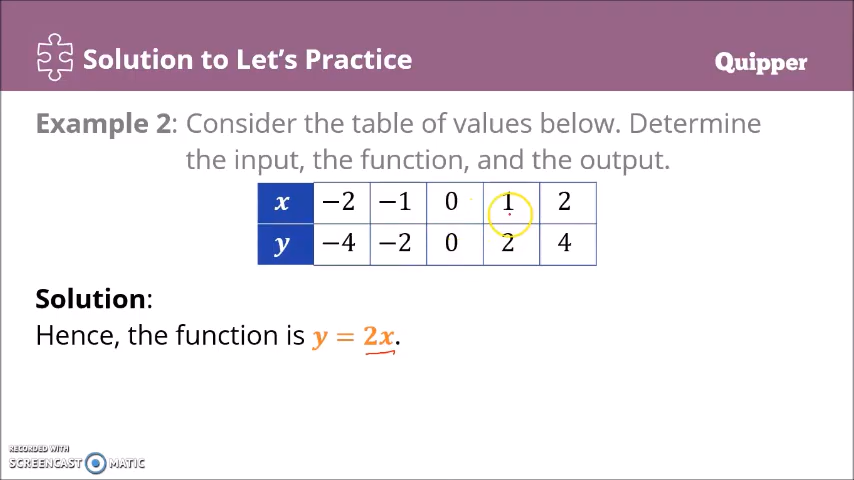 Solution to Let's Practice
Quipper
Example 2: Consider the table of values below. Determine
the input, the function, and the output.
x −2 −1 0 1 2
y −4 −2 0 2 4
Solution:
Hence, the function is y = 2x.
RECORDED WITH
SCREENCAST MATIC